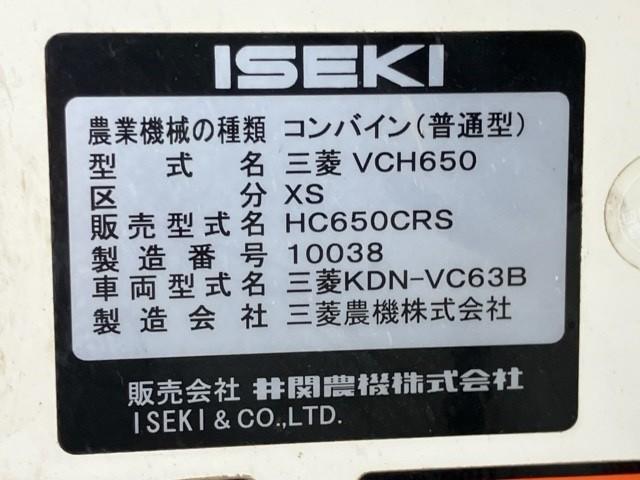 ISEKI
農業機械の種類 コンバイン(普通型)
型式名 三菱 VCH650
区分 XS
販売型式名 HC650CRS
製造番号 10038
車両型式名 三菱KDN-VC63B
製造会社 三菱農機株式会社
販売会社 井関農機株式会社
ISEKI & CO.,LTD.